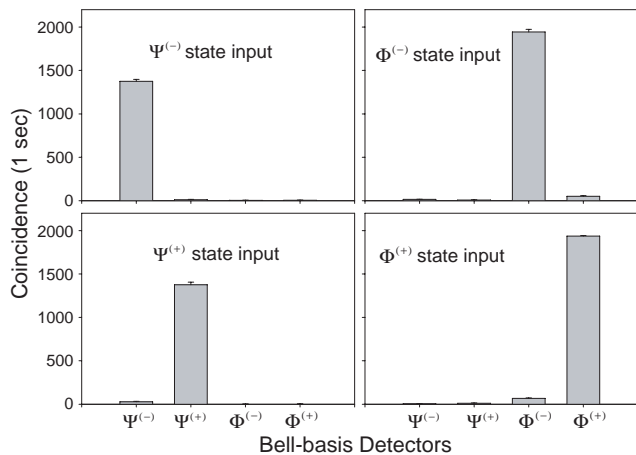 2000
1500
1000
500
0
Ψ(−) state input
Φ(−) state input
Coincidence (1 sec)
2000
1500
1000
500
0
Ψ(+) state input
Φ(+) state input
Ψ(−) Ψ(+) Φ(−) Φ(+)
Ψ(−) Ψ(+) Φ(−) Φ(+)
Bell-basis Detectors